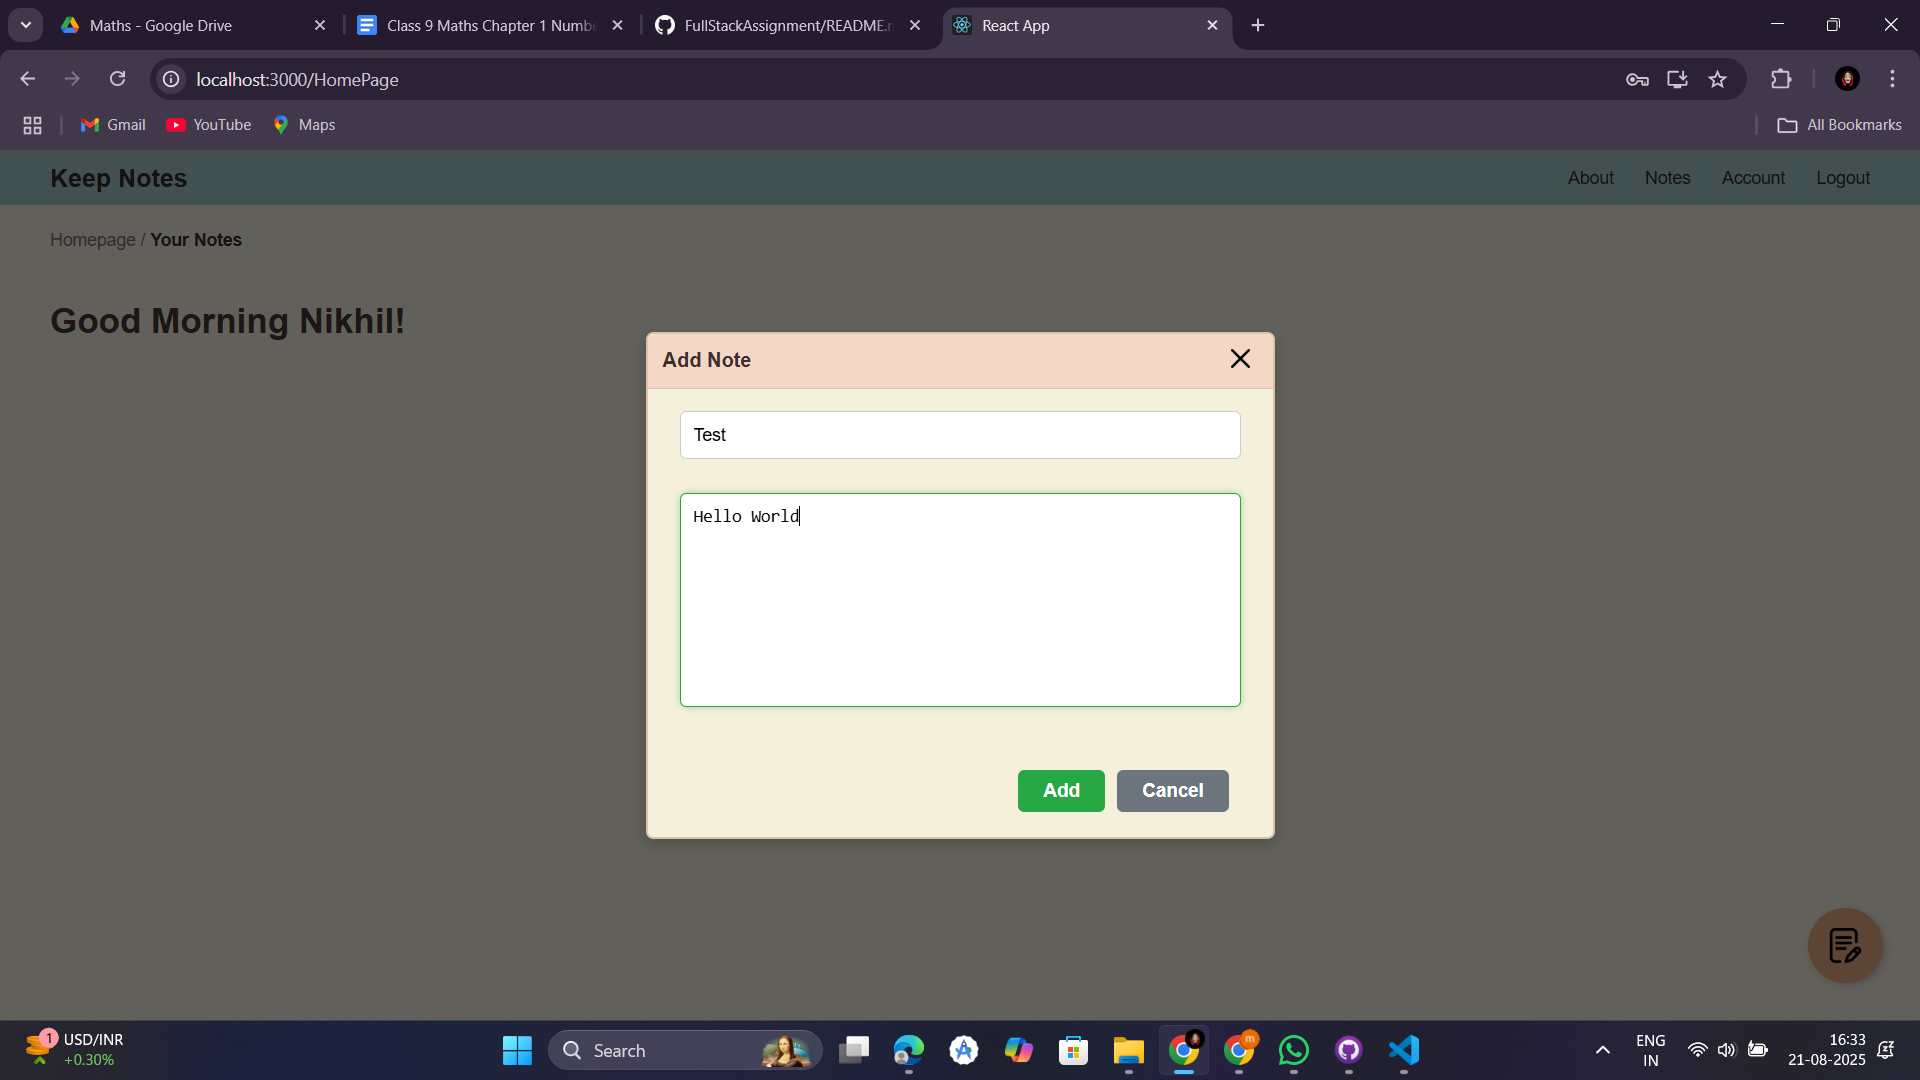 Maths - Google Drive
Class 9 Maths Chapter 1 Numb
FullStackAssignment/README.
React App
localhost:3000/HomePage
Gmail
YouTube
Maps
All Bookmarks
Keep Notes
About
Notes
Account
Logout
Homepage / Your Notes
Good Morning Nikhil!
Add Note
Test
Hello World
Add
Cancel
1
USD/INR
+0.30%
Search
m
ENG
IN
16:33
21-08-2025